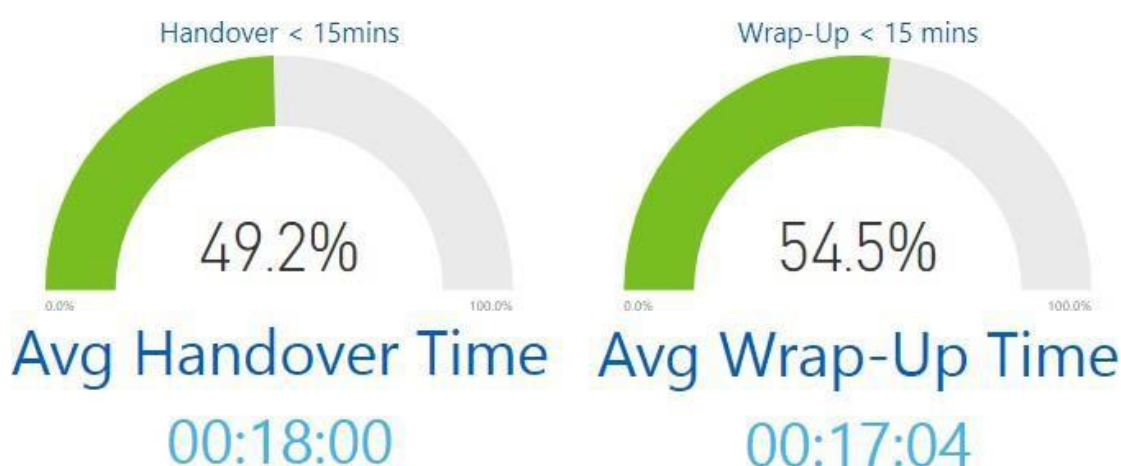 Handover < 15mins
49.2%
0.0%
100.0%
Avg Handover Time
00:18:00
Wrap-Up < 15 mins
54.5%
0.0%
100.0%
Avg Wrap-Up Time
00:17:04